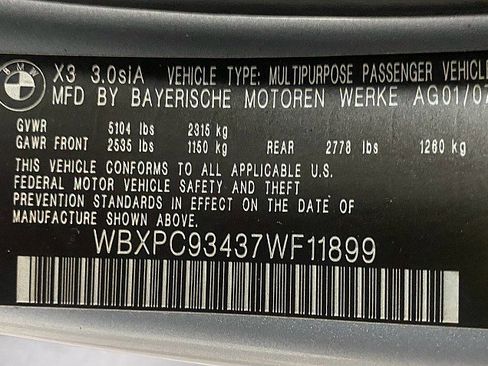 BMW
X3 3.0siA VEHICLE TYPE: MULTIPURPOSE PASSENGER VEHICLE
MFD BY BAYERISCHE MOTOREN WERKE AG01/07
GVWR 5104 lbs 2315 kg
GAWR FRONT 2535 lbs 1150 kg REAR 2778 lbs 1260 kg
THIS VEHICLE CONFORMS TO ALL APPLICABLE U.S.
FEDERAL MOTOR VEHICLE SAFETY AND THEFT
PREVENTION STANDARDS IN EFFECT ON THE DATE OF
MANUFACTURE SHOWN ABOVE.
WBXPC93437WF11899